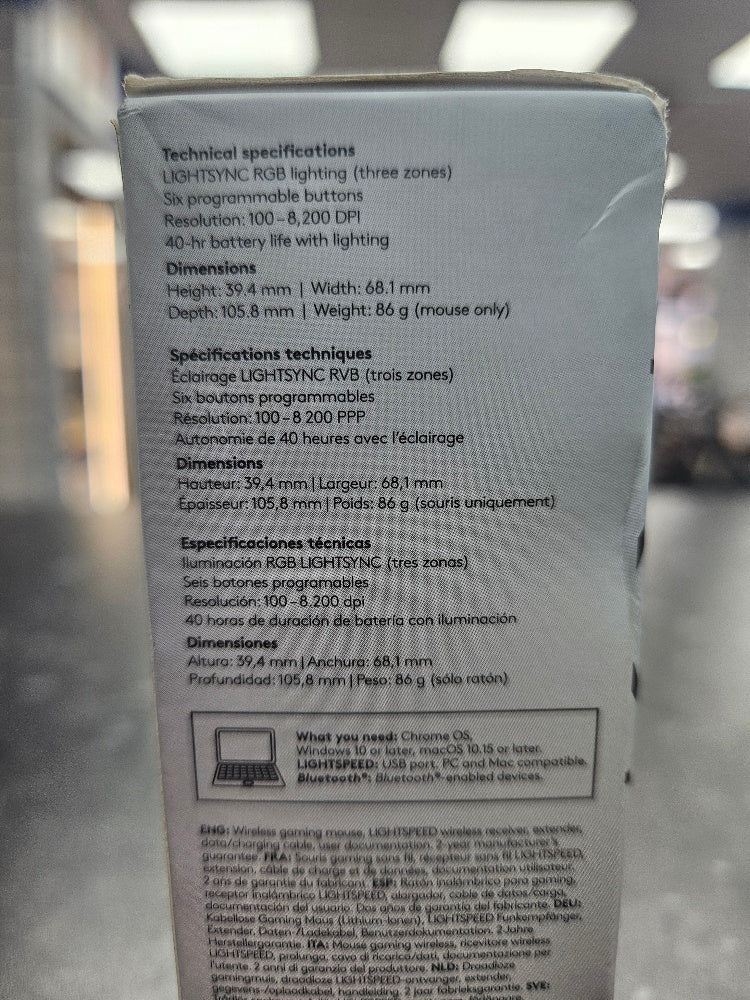 Technical specifications
LIGHTSYNC RGB lighting (three zones)
Six programmable buttons
Resolution: 100–8,200 DPI
40-hr battery life with lighting
Dimensions
Height: 39.4 mm | Width: 68.1 mm
Depth: 105.8 mm | Weight: 86 g (mouse only)
Spécifications techniques
Éclairage LIGHTSYNC RVB (trois zones)
Six boutons programmables
Résolution: 100–8 200 PPP
Autonomie de 40 heures avec l'éclairage
Dimensions
Hauteur: 39,4 mm | Largeur: 68,1 mm
Épaisseur: 105,8 mm | Poids: 86 g (souris uniquement)
Especificaciones técnicas
Iluminación RGB LIGHTSYNC (tres zonas)
Seis botones programables
Resolución: 100–8.200 dpi
40 horas de duración de batería con iluminación
Dimensiones
Altura: 39,4 mm | Anchura: 68,1 mm
Profundidad: 105,8 mm | Peso: 86 g (sólo ratón)
What you need: Chrome OS,
Windows 10 or later, macOS 10.15 or later.
LIGHTSPEED: USB port. PC and Mac compatible.
Bluetooth®: Bluetooth®-enabled devices.
ENG: Wireless gaming mouse, LIGHTSPEED wireless receiver, extender,
data/charging cable, user documentation. 2-year manufacturer's
guarantee. FRA: Souris gaming sans fil, récepteur sans fil LIGHTSPEED,
extension, câble de charge et de données, documentation utilisateur.
2 ans de garantie du fabricant. ESP: Ratón inalámbrico para gaming,
receptor inalámbrico LIGHTSPEED, alargador, cable de datos/carga,
documentación del usuario. Dos años de garantía del fabricante. DEU:
Kabellose Gaming Maus (Lithium-Ionen), LIGHTSPEED Funkempfänger,
Extender, Daten-/Ladekabel, Benutzerdokumentation. 2 Jahre
Herstellergarantie. ITA: Mouse gaming wireless, ricevitore wireless
LIGHTSPEED, prolunga, cavo di ricarica/dati, documentazione per
l'utente. 2 anni di garanzia del produttore. NLD: Draadloze
gamingmuis, draadloze LIGHTSPEED-ontvanger, extender,
gegevens-/oplaadkabel, handleiding. 2 jaar fabrieksgarantie. SVE: